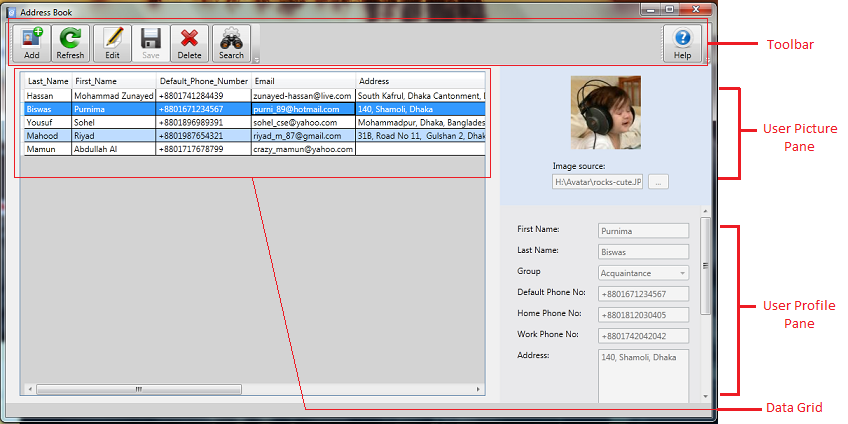 Address Book
Add Refresh Edit Save Delete Search Help
Toolbar
Last_Name First_Name Default_Phone_Number Email Address
Hassan Mohammad Zunayed +8801741284439 zunayed-hassan@live.com South Kafrul, Dhaka Cantonment,
Biswas Purnima +8801671234567 purni_89@hotmail.com 140, Shamoli, Dhaka
Yousuf Sohel +8801896989391 sohel_cse@yahoo.com Mohammadpur, Dhaka, Banglades
Mahood Riyad +8801987654321 riyad_m_87@gmail.com 31B, Road No 11, Gulshan 2, Dhak
Mamun Abdullah Al +8801717678799 crazy_mamun@yahoo.com
User Picture
Pane
Image source:
H:\Avatar\rocks-cute.JP ...
First Name: Purnima
Last Name: Biswas
Group Acquaintance
Default Phone No: +8801671234567
Home Phone No: +8801812030405
Work Phone No: +8801742042042
Address: 140, Shamoli, Dhaka
User Profile
Pane
Data Grid